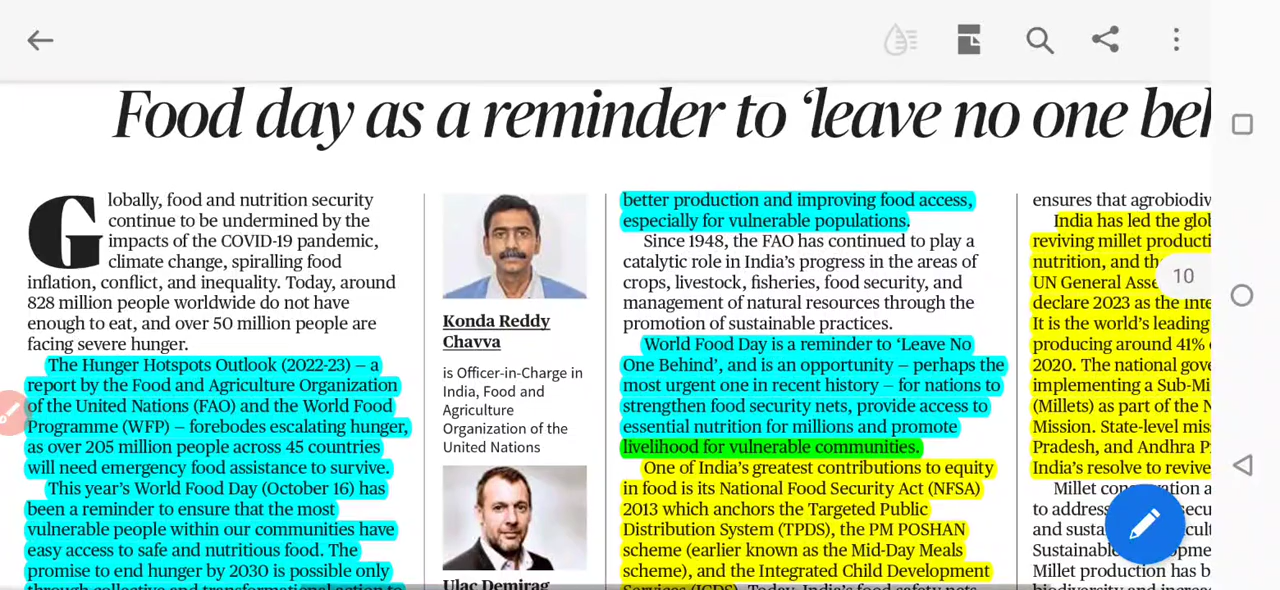 Food day as a reminder to ‘leave no one
Globally, food and nutrition security
continue to be undermined by the
impacts of the COVID-19 pandemic,
climate change, spiralling food
inflation, conflict, and inequality. Today, around
828 million people worldwide do not have
enough to eat, and over 50 million people are
facing severe hunger.
The Hunger Hotspots Outlook (2022-23) — a
report by the Food and Agriculture Organization
of the United Nations (FAO) and the World Food
Programme (WFP) — forebodes escalating hunger,
as over 205 million people across 45 countries
will need emergency food assistance to survive.
This year’s World Food Day (October 16) has
been a reminder to ensure that the most
vulnerable people within our communities have
easy access to safe and nutritious food. The
promise to end hunger by 2030 is possible only
through collective and transformational action to
Konda Reddy
Chavva
is Officer-in-Charge in
India, Food and
Agriculture
Organization of the
United Nations
Ulac Demirag
better production and improving food access,
especially for vulnerable populations.
Since 1948, the FAO has continued to play a
catalytic role in India’s progress in the areas of
crops, livestock, fisheries, food security, and
management of natural resources through the
promotion of sustainable practices.
World Food Day is a reminder to ‘Leave No
One Behind’, and is an opportunity — perhaps the
most urgent one in recent history — for nations to
strengthen food security nets, provide access to
essential nutrition for millions and promote
livelihood for vulnerable communities.
One of India’s greatest contributions to equity
in food is its National Food Security Act (NFSA)
2013 which anchors the Targeted Public
Distribution System (TPDS), the PM POSHAN
scheme (earlier known as the Mid-Day Meals
scheme), and the Integrated Child Development
Services (ICDS). Today, India’s food safety nets
ensures that
India has led the
reviving millet
nutrition, and
UN General
declare 2023 as the
It is the world’s leading
producing around 41%
2020. The national
implementing a
(Millets) as part of the
Mission. State-level
Pradesh, and Andhra
India’s resolve to revive
Millet
to address
and
Sustainable
Millet production has
biodiversity and
10